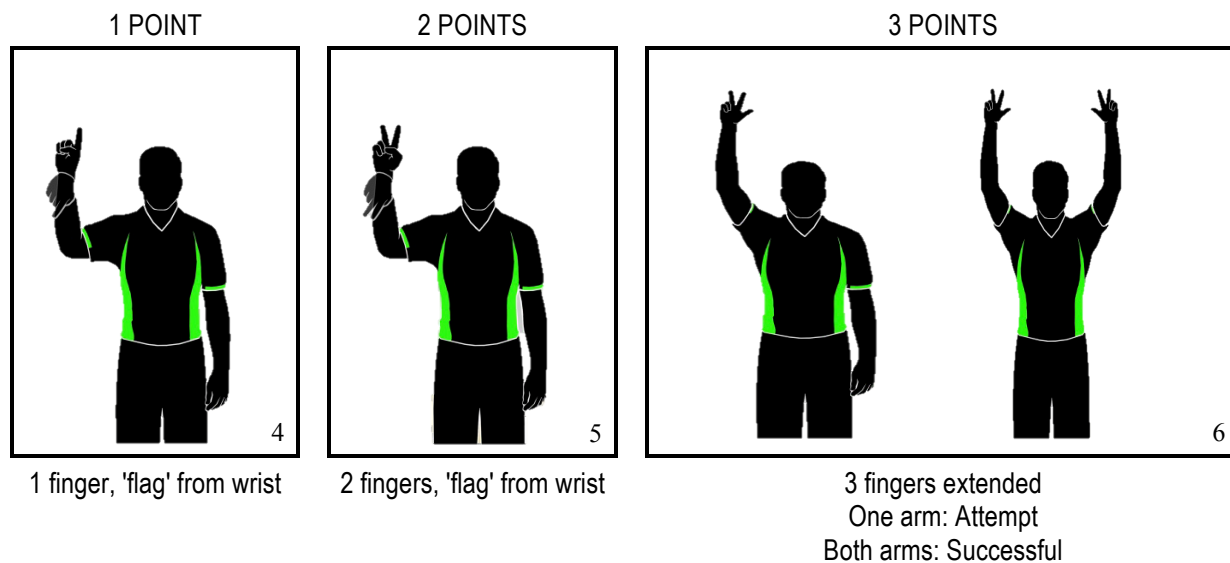 1 POINT
2 POINTS
3 POINTS
4
5
6
1 finger, 'flag' from wrist
2 fingers, 'flag' from wrist
3 fingers extended
One arm: Attempt
Both arms: Successful